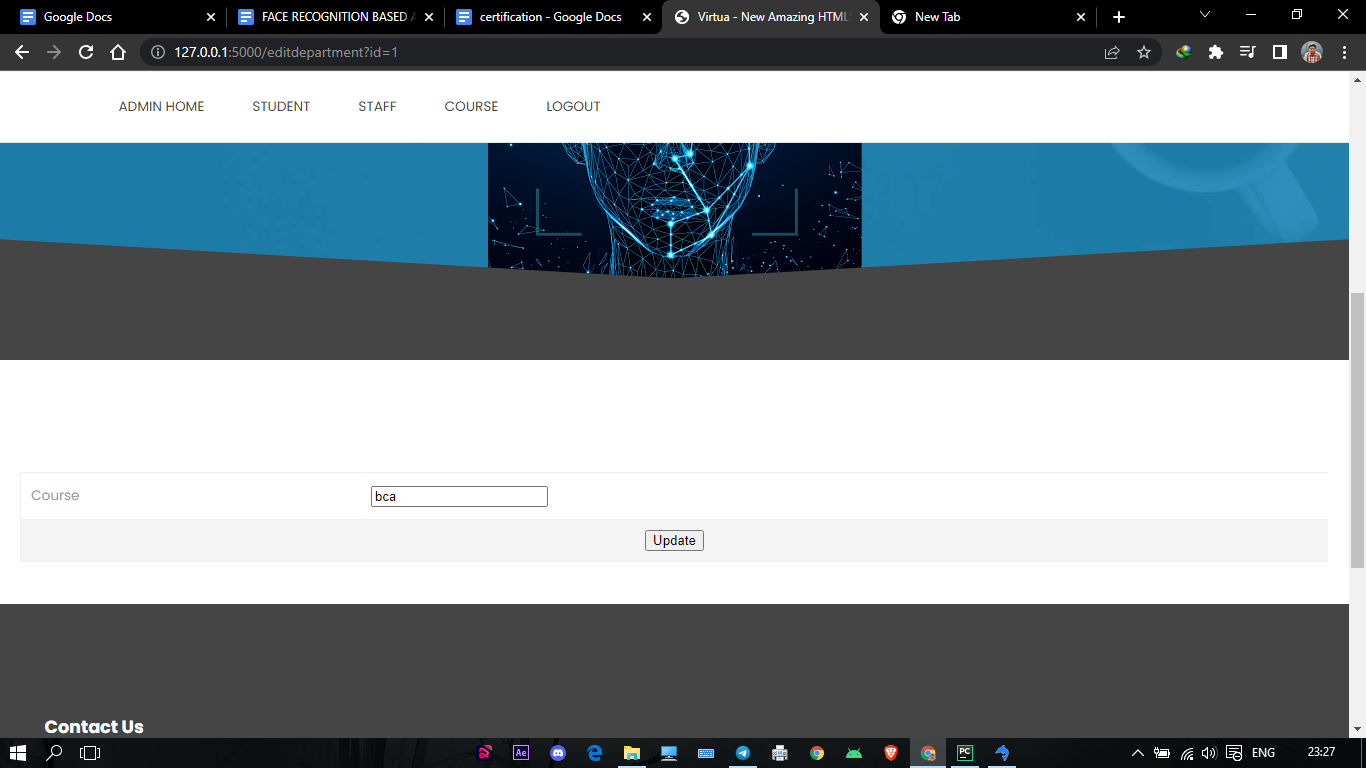 Google Docs
FACE RECOGNITION BASED
certification - Google Docs
Virtua - New Amazing HTML
New Tab
127.0.0.1:5000/editdepartment?id=1
ADMIN HOME STUDENT STAFF COURSE LOGOUT
Course bca
Update
Contact Us
Ae
PC
ENG
23:27